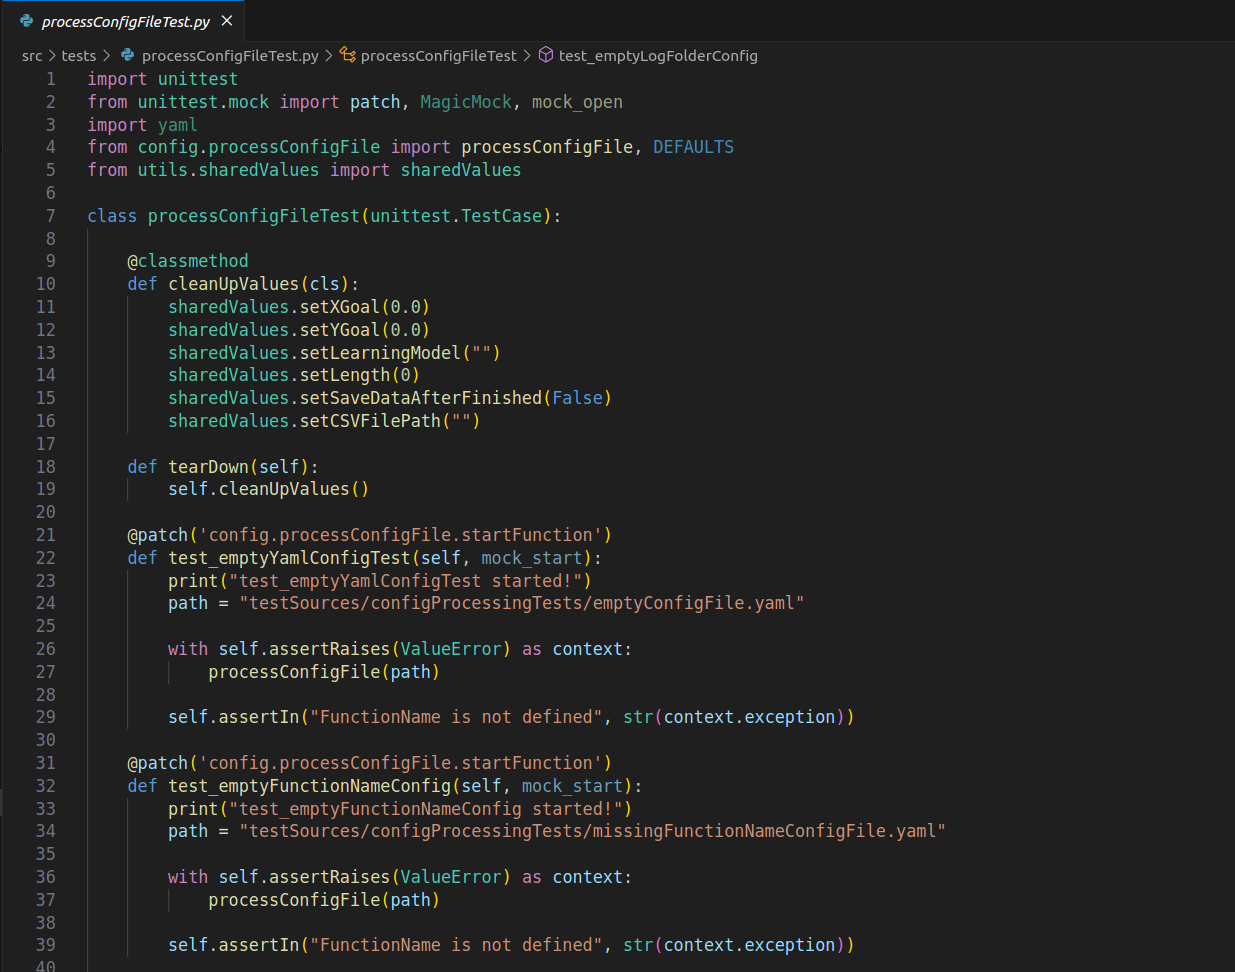 processConfigFileTest.py ×
src > tests > processConfigFileTest.py > processConfigFileTest > test_emptyLogFolderConfig
1 import unittest
2 from unittest.mock import patch, MagicMock, mock_open
3 import yaml
4 from config.processConfigFile import processConfigFile, DEFAULTS
5 from utils.sharedValues import sharedValues
6
7 class processConfigFileTest(unittest.TestCase):
8
9     @classmethod
10     def cleanUpValues(cls):
11         sharedValues.setXGoal(0.0)
12         sharedValues.setYGoal(0.0)
13         sharedValues.setLearningModel("")
14         sharedValues.setLength(0)
15         sharedValues.setSaveDataAfterFinished(False)
16         sharedValues.setCSVFilePath("")
17
18     def tearDown(self):
19         self.cleanUpValues()
20
21     @patch('config.processConfigFile.startFunction')
22     def test_emptyYamlConfigTest(self, mock_start):
23         print("test_emptyYamlConfigTest started!")
24         path = "testSources/configProcessingTests/emptyConfigFile.yaml"
25
26         with self.assertRaises(ValueError) as context:
27             processConfigFile(path)
28
29         self.assertIn("FunctionName is not defined", str(context.exception))
30
31     @patch('config.processConfigFile.startFunction')
32     def test_emptyFunctionNameConfig(self, mock_start):
33         print("test_emptyFunctionNameConfig started!")
34         path = "testSources/configProcessingTests/missingFunctionNameConfigFile.yaml"
35
36         with self.assertRaises(ValueError) as context:
37             processConfigFile(path)
38
39         self.assertIn("FunctionName is not defined", str(context.exception))
40